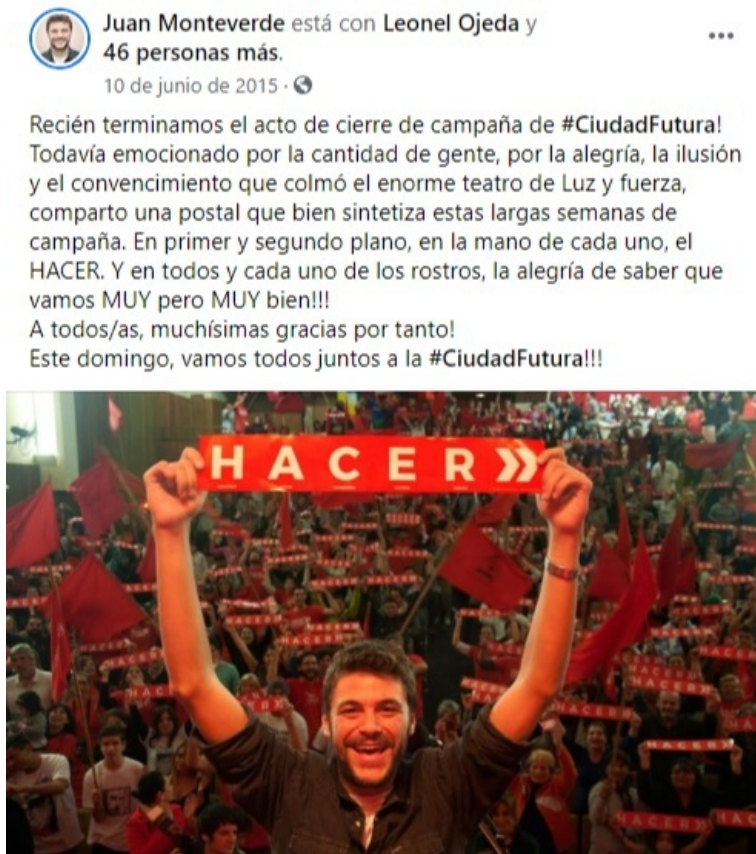 Juan Monteverde está con Leonel Ojeda y
46 personas más.
10 de junio de 2015 ·
Recién terminamos el acto de cierre de campaña de #CiudadFutura!
Todavía emocionado por la cantidad de gente, por la alegría, la ilusión
y el convencimiento que colmó el enorme teatro de Luz y fuerza,
comparto una postal que bien sintetiza estas largas semanas de
campaña. En primer y segundo plano, en la mano de cada uno, el
HACER. Y en todos y cada uno de los rostros, la alegría de saber que
vamos MUY pero MUY bien!!!
A todos/as, muchísimas gracias por tanto!
Este domingo, vamos todos juntos a la #CiudadFutura!!!
HACER»